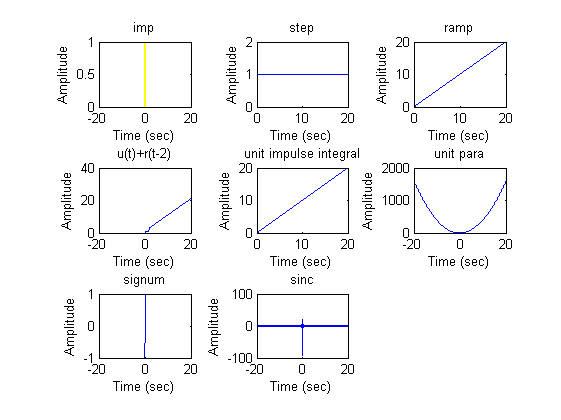 imp
step
ramp
Amplitude
1
0.5
0
-20
0
20
Time (sec)
Amplitude
2
1
0
0
10
20
Time (sec)
Amplitude
20
10
0
0
10
20
Time (sec)
u(t)+r(t-2)
unit impulse integral
unit para
Amplitude
40
20
0
-20
0
20
Time (sec)
Amplitude
20
10
0
0
10
20
Time (sec)
Amplitude
2000
1000
0
-20
0
20
Time (sec)
signum
sinc
Amplitude
1
0
-1
-20
0
20
Time (sec)
Amplitude
100
0
-100
-20
0
20
Time (sec)